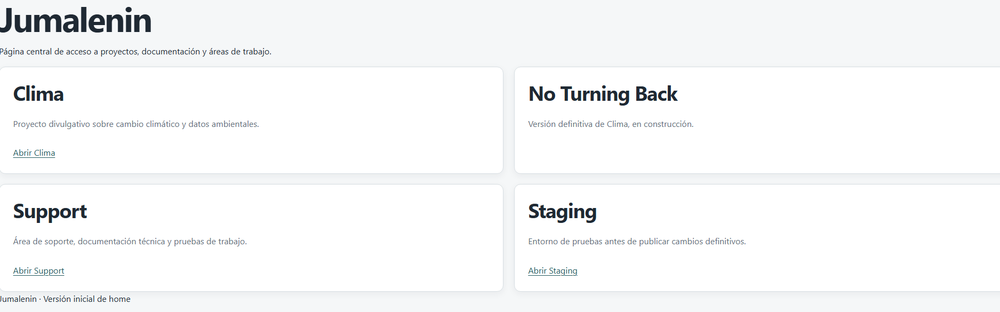 Jumalenin
Página central de acceso a proyectos, documentación y áreas de trabajo.
Clima
Proyecto divulgativo sobre cambio climático y datos ambientales.
Abrir Clima
No Turning Back
Versión definitiva de Clima, en construcción.
Support
Área de soporte, documentación técnica y pruebas de trabajo.
Abrir Support
Staging
Entorno de pruebas antes de publicar cambios definitivos.
Abrir Staging
Jumalenin · Versión inicial de home